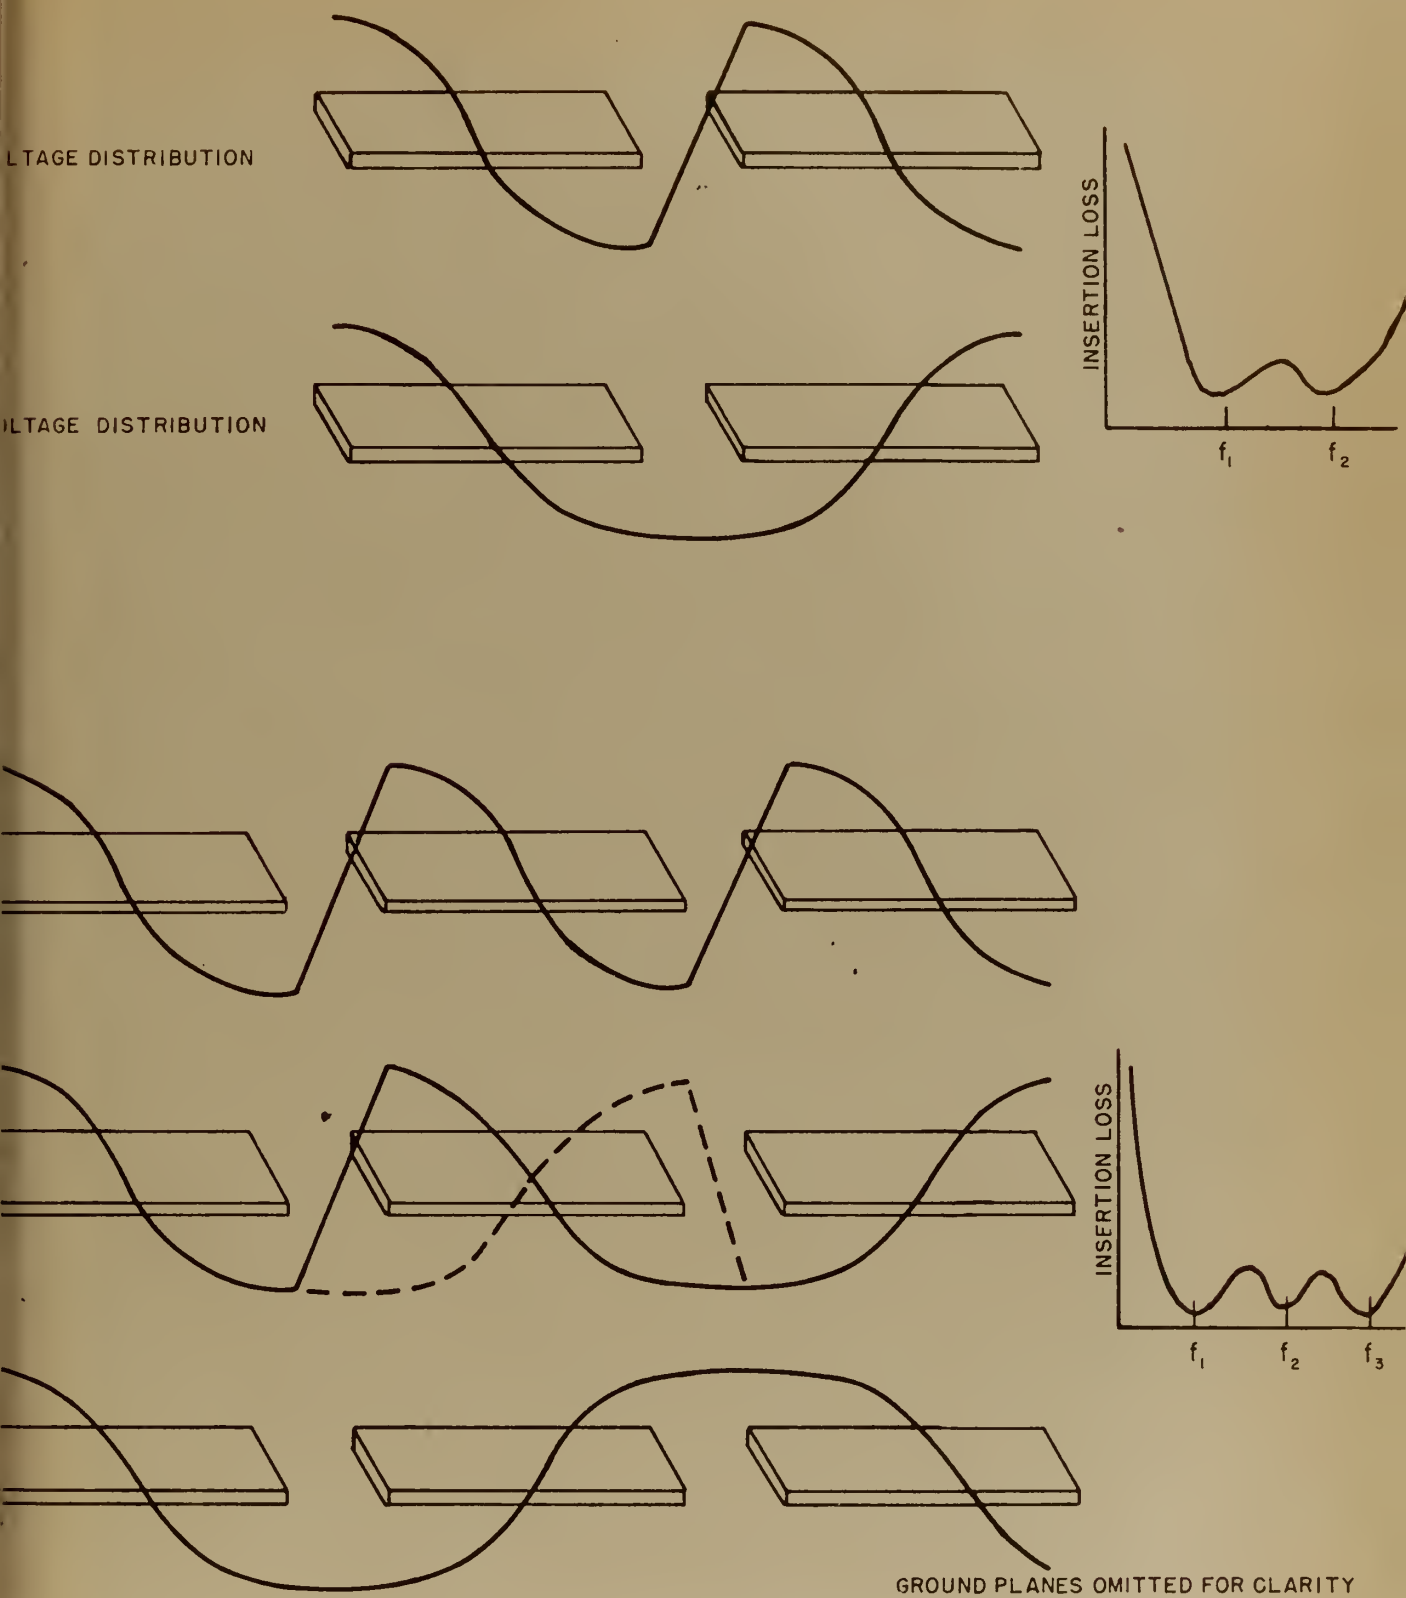 LTAGE DISTRIBUTION
INSERTION LOSS
f₁ f₂
LTAGE DISTRIBUTION
INSERTION LOSS
f₁ f₂ f₃
GROUND PLANES OMITTED FOR CLARITY